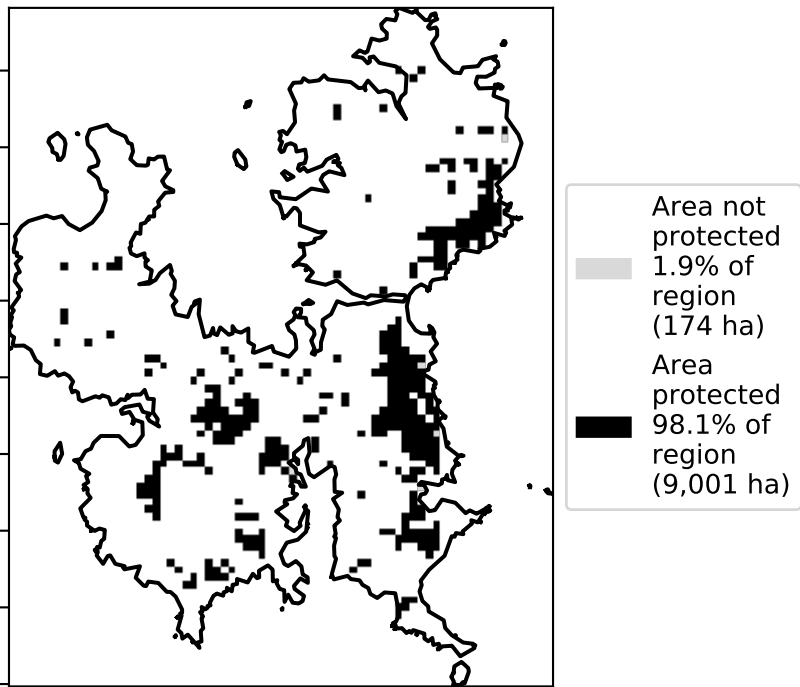 Area not
protected
1.9% of
region
(174 ha)
Area
protected
98.1% of
region
(9,001 ha)